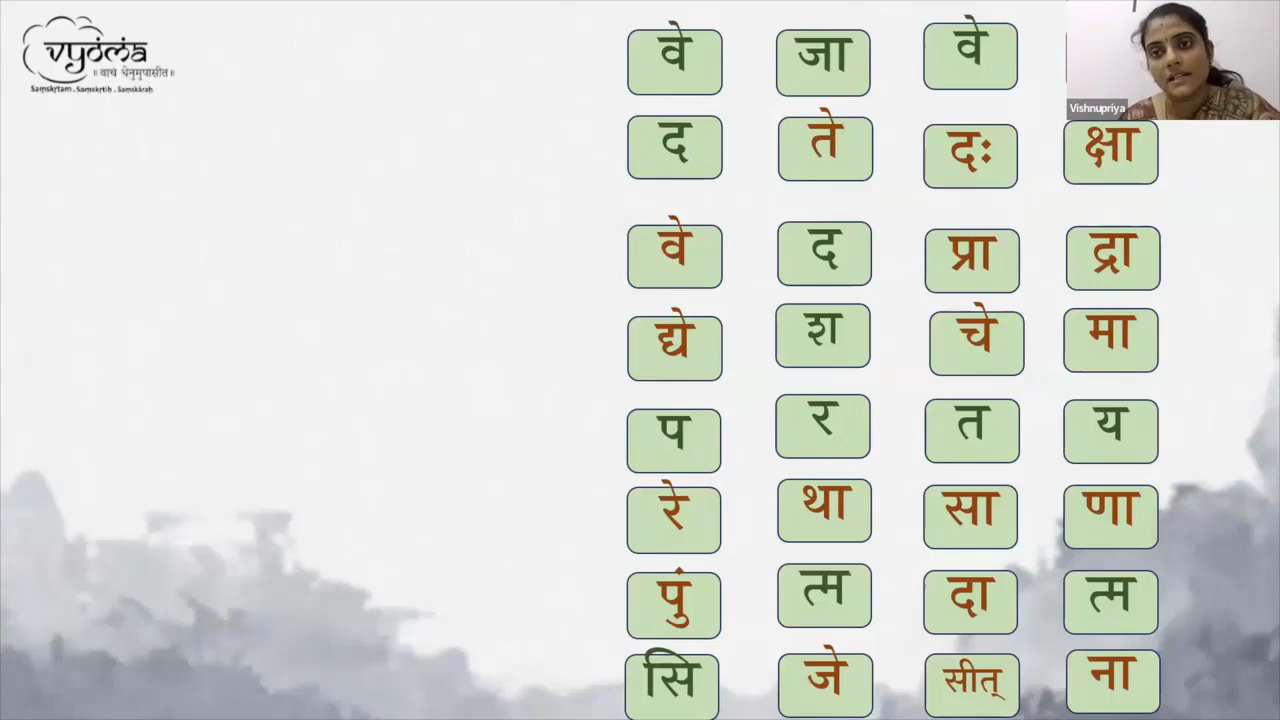 vyoma
॥ वाचं धेनुमुपासीत ॥
Saṃskṛtam . Saṃskṛtiḥ . Saṃskāraḥ
Vishnupriya
वे जा वे
द ते दः क्षा
वे द प्रा द्रा
द्ये श चे मा
प र त य
रे था सा णा
पुं त्म दा त्म
सि जे सीत् ना